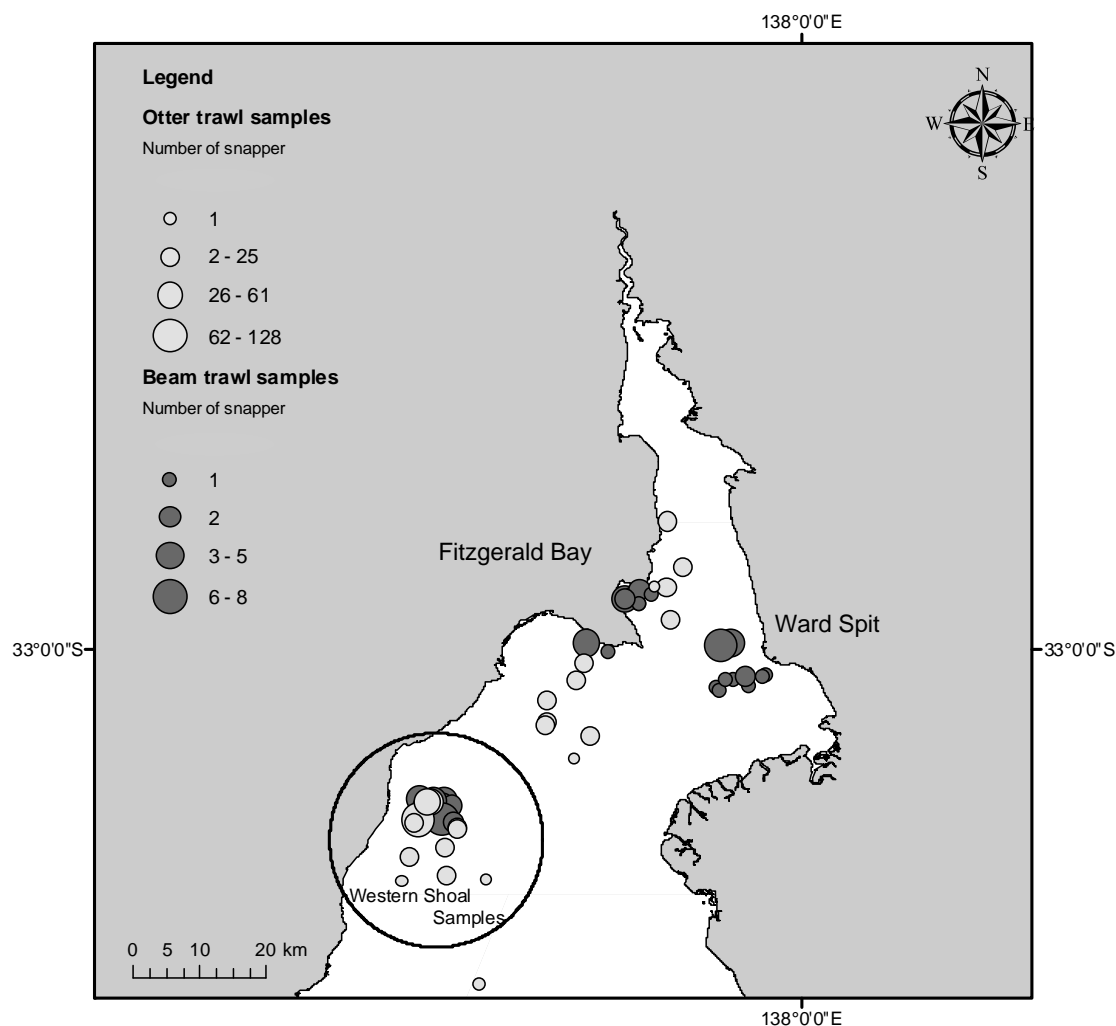 138°0'0"E
Legend
Otter trawl samples
Number of snapper
1
2 - 25
26 - 61
62 - 128
Beam trawl samples
Number of snapper
1
2
3 - 5
6 - 8
N
W E
S
Fitzgerald Bay
Ward Spit
33°0'0"S 33°0'0"S
Western Shoal
Samples
0 5 10 20 km
138°0'0"E